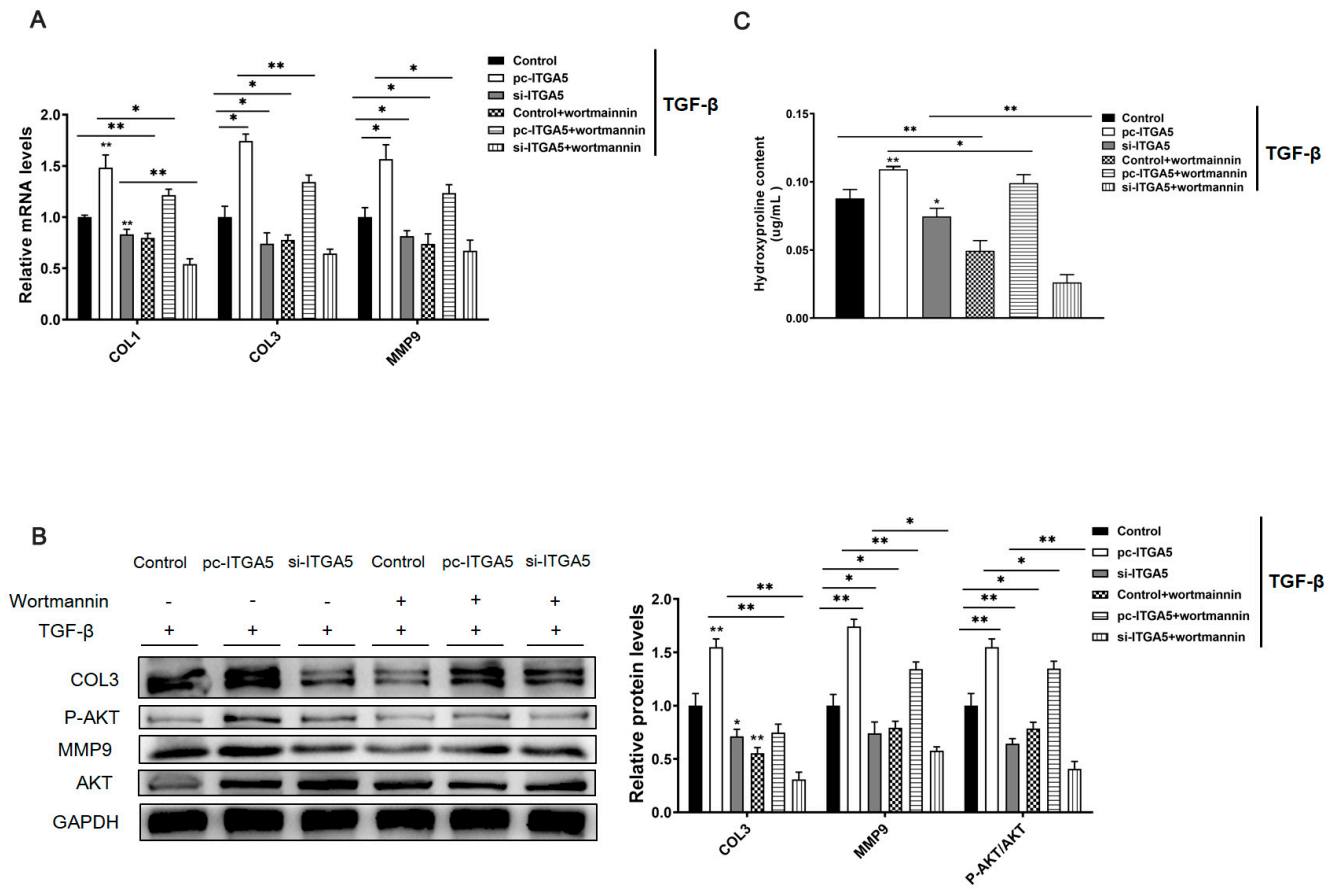 A
Control
pc-ITGA5
si-ITGA5
Control+wortmainnin
pc-ITGA5+wortmannin
si-ITGA5+wortmannin
TGF-β
Relative mRNA levels
2.0
1.5
1.0
0.5
0.0
** ** * ** **
* * * **
* * * *
COL1
COL3
MMP9
C
Control
pc-ITGA5
si-ITGA5
Control+wortmainnin
pc-ITGA5+wortmannin
si-ITGA5+wortmannin
TGF-β
Hydroxyproline content
(ug/mL)
0.15
0.10
0.05
0.00
** * ** * **
B
Control pc-ITGA5 si-ITGA5 Control pc-ITGA5 si-ITGA5
Wortmannin - - - + + +
TGF-β + + + + + +
COL3
P-AKT
MMP9
AKT
GAPDH
Control
pc-ITGA5
si-ITGA5
Control+wortmainnin
pc-ITGA5+wortmannin
si-ITGA5+wortmannin
TGF-β
Relative protein levels
2.0
1.5
1.0
0.5
0.0
** * ** ** **
** * * ** *
** ** * * **
COL3
MMP9
P-AKT/AKT